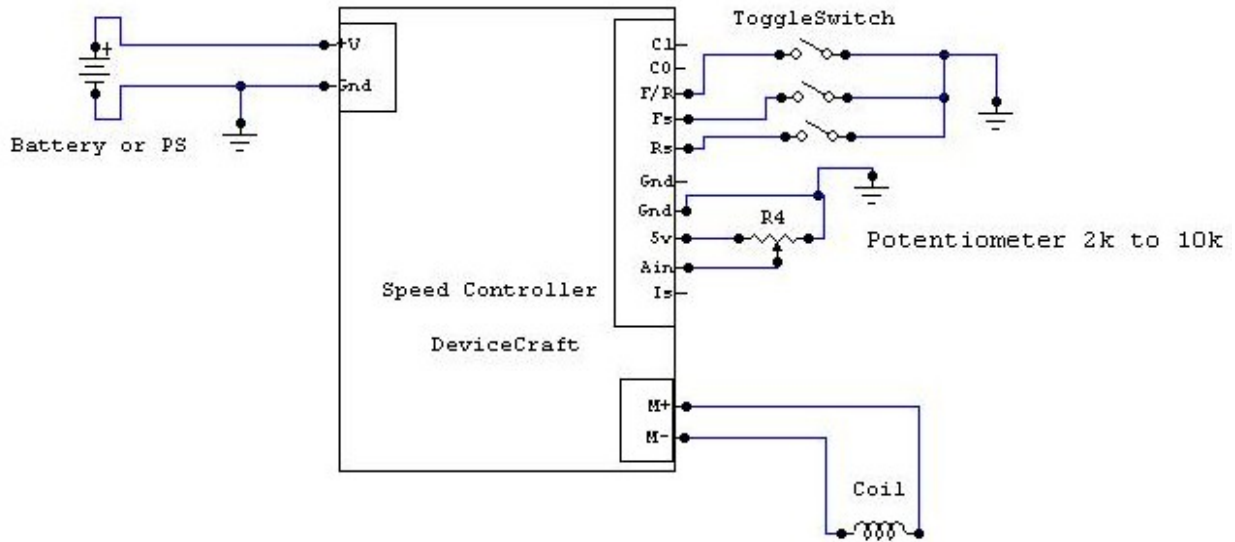 ToggleSwitch
+
+V
Gnd
Battery or PS
C1
C0
F/R
Fs
Rs
Gnd
Gnd
R4
5v
Potentiometer 2k to 10k
Ain
Is
Speed Controller
DeviceCraft
M+
M-
Coil